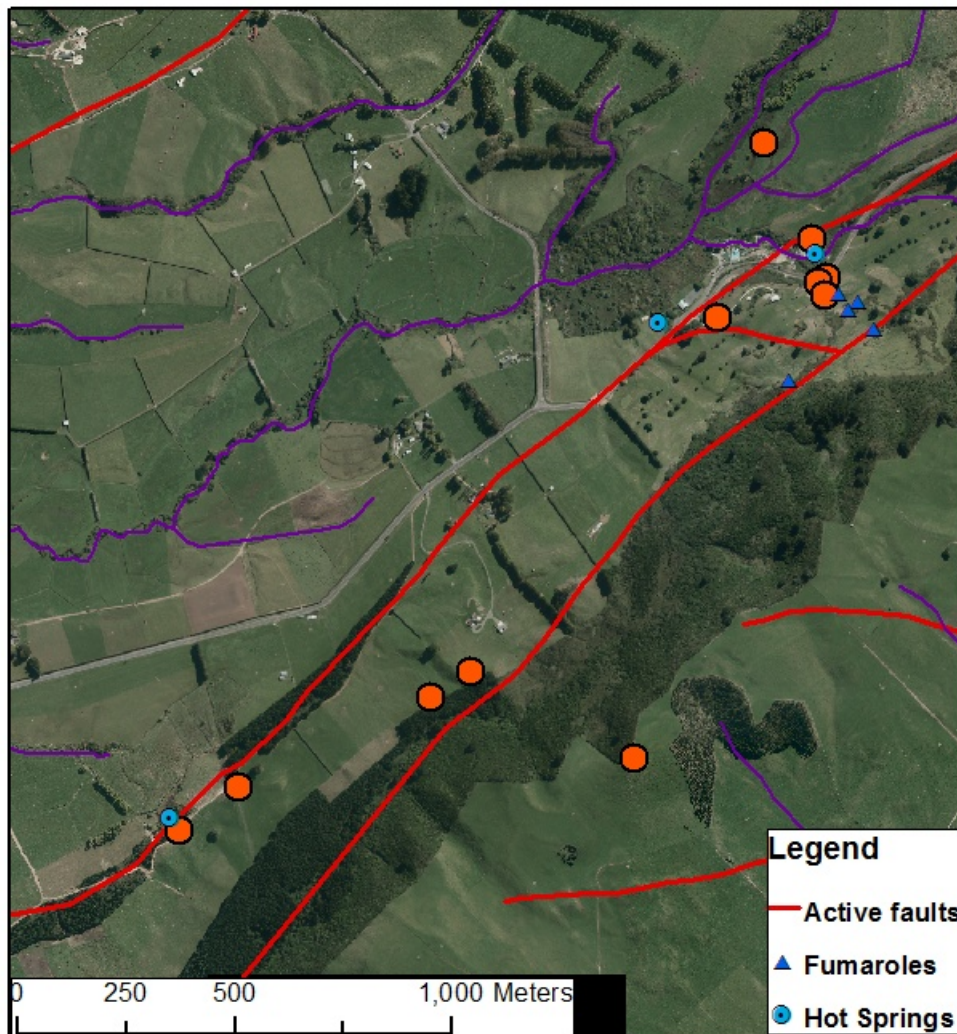 Legend
Active faults
Fumaroles
Hot Springs
0 250 500 1,000 Meters